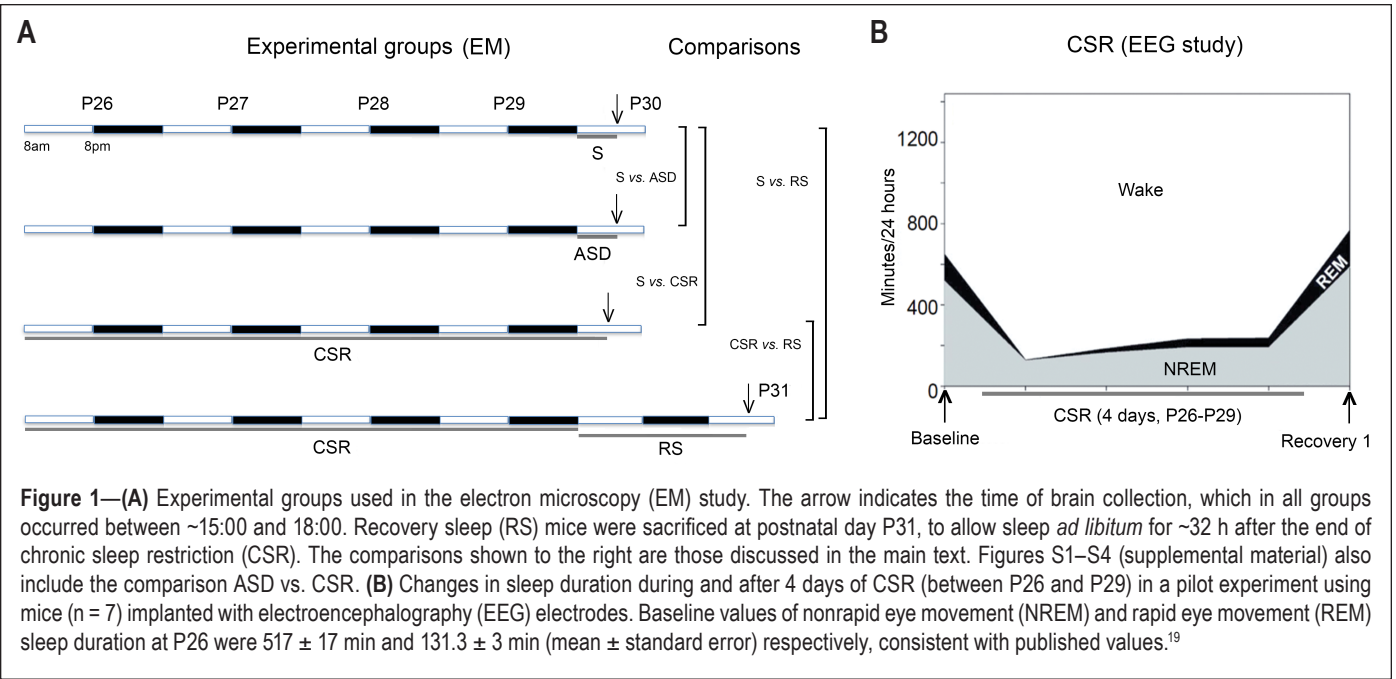 A
Experimental groups (EM)
Comparisons
P26
P27
P28
P29
P30
8am
8pm
S
S vs. ASD
S vs. RS
ASD
S vs. CSR
CSR
CSR vs. RS
P31
CSR
RS
B
CSR (EEG study)
Minutes/24 hours
1200
800
400
0
Wake
REM
NREM
CSR (4 days, P26-P29)
Baseline
Recovery 1
Figure 1—(A) Experimental groups used in the electron microscopy (EM) study. The arrow indicates the time of brain collection, which in all groups
occurred between ~15:00 and 18:00. Recovery sleep (RS) mice were sacrificed at postnatal day P31, to allow sleep ad libitum for ~32 h after the end of
chronic sleep restriction (CSR). The comparisons shown to the right are those discussed in the main text. Figures S1–S4 (supplemental material) also
include the comparison ASD vs. CSR. (B) Changes in sleep duration during and after 4 days of CSR (between P26 and P29) in a pilot experiment using
mice (n = 7) implanted with electroencephalography (EEG) electrodes. Baseline values of nonrapid eye movement (NREM) and rapid eye movement (REM)
sleep duration at P26 were 517 ± 17 min and 131.3 ± 3 min (mean ± standard error) respectively, consistent with published values.19